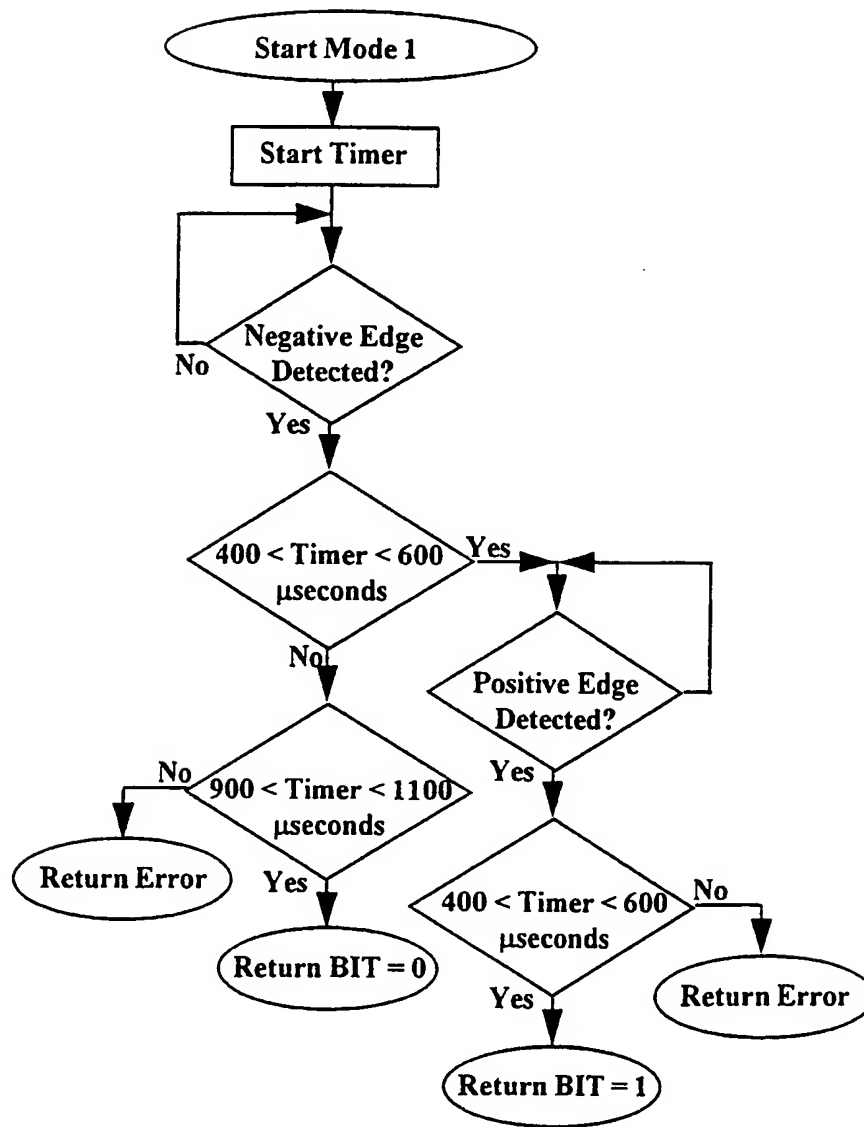 Start Mode 1
Start Timer
Negative Edge
Detected?
No
Yes
400 < Timer < 600
µseconds
Yes
No
Positive Edge
Detected?
Yes
No
900 < Timer < 1100
µseconds
Return Error
Yes
400 < Timer < 600
µseconds
No
Return BIT = 0
Return Error
Yes
Return BIT = 1